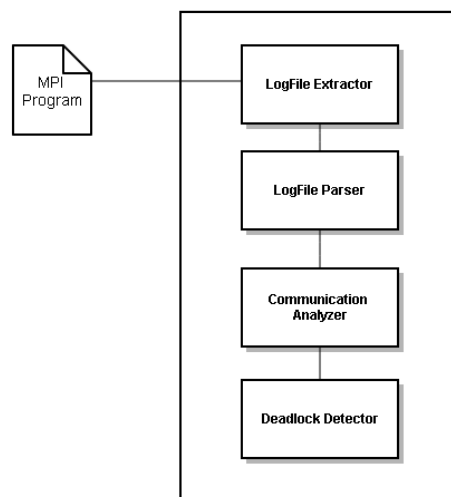 MPI
Program
LogFile Extractor
LogFile Parser
Communication
Analyzer
Deadlock Detector